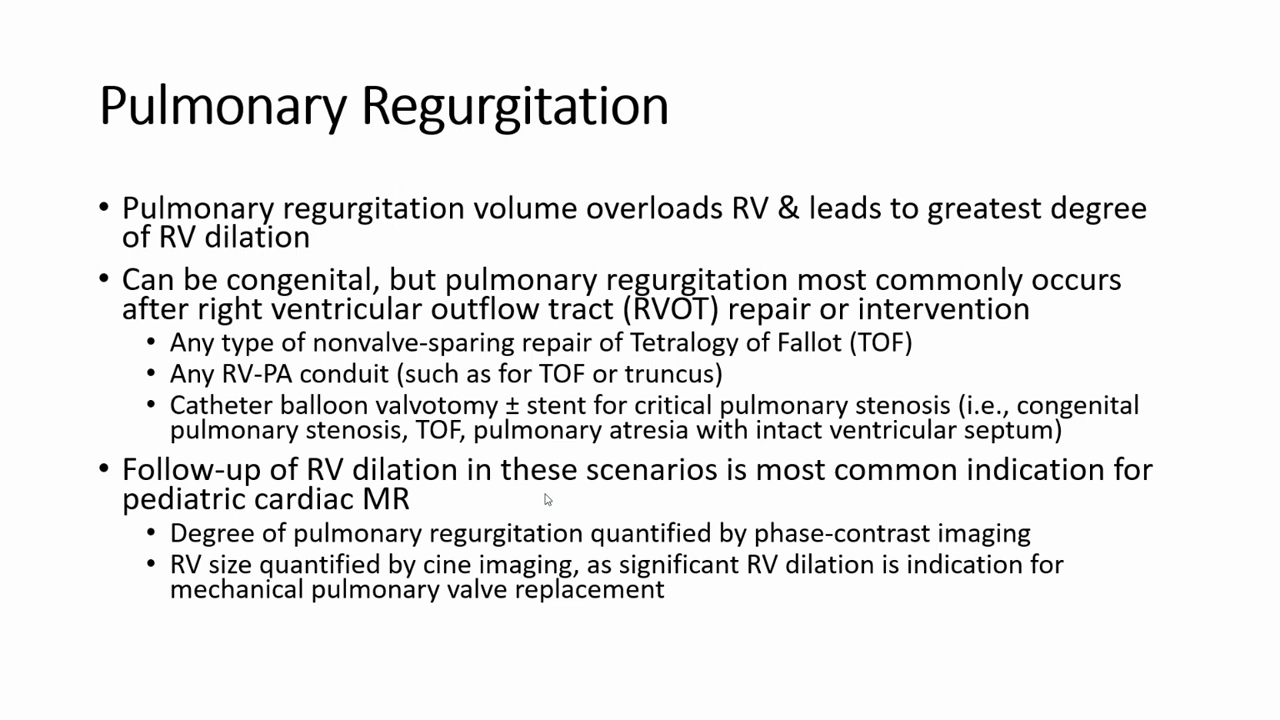 Pulmonary Regurgitation
• Pulmonary regurgitation volume overloads RV & leads to greatest degree
of RV dilation
• Can be congenital, but pulmonary regurgitation most commonly occurs
after right ventricular outflow tract (RVOT) repair or intervention
• Any type of nonvalve-sparing repair of Tetralogy of Fallot (TOF)
• Any RV-PA conduit (such as for TOF or truncus)
• Catheter balloon valvotomy ± stent for critical pulmonary stenosis (i.e., congenital
pulmonary stenosis, TOF, pulmonary atresia with intact ventricular septum)
• Follow-up of RV dilation in these scenarios is most common indication for
pediatric cardiac MR
• Degree of pulmonary regurgitation quantified by phase-contrast imaging
• RV size quantified by cine imaging, as significant RV dilation is indication for
mechanical pulmonary valve replacement